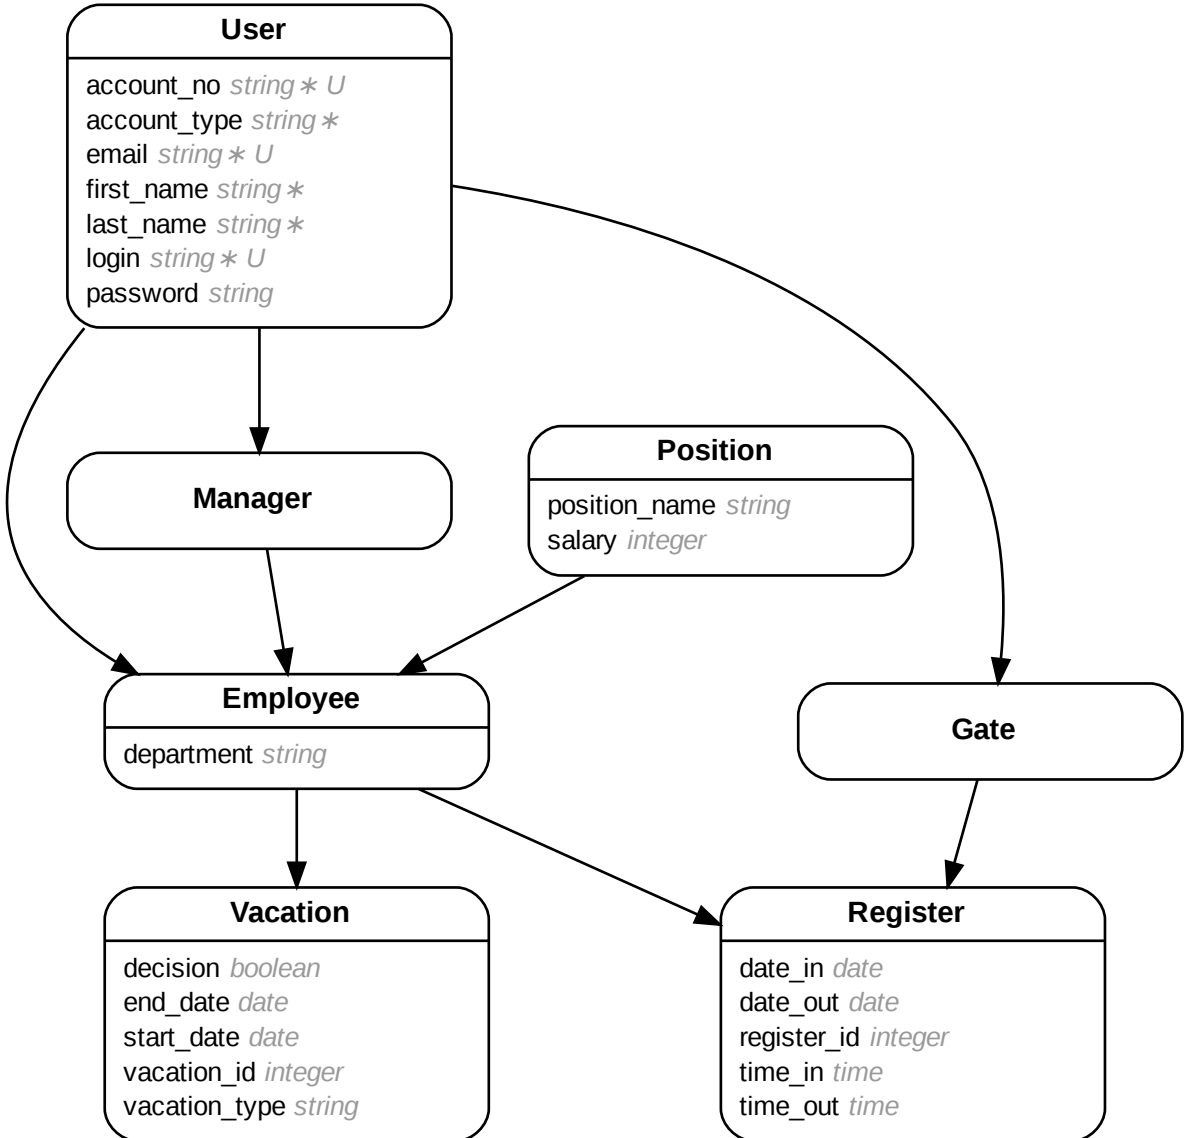 User
account_no string∗ U
account_type string∗
email string∗ U
first_name string∗
last_name string∗
login string∗ U
password string
Manager
Position
position_name string
salary integer
Employee
department string
Gate
Vacation
decision boolean
end_date date
start_date date
vacation_id integer
vacation_type string
Register
date_in date
date_out date
register_id integer
time_in time
time_out time